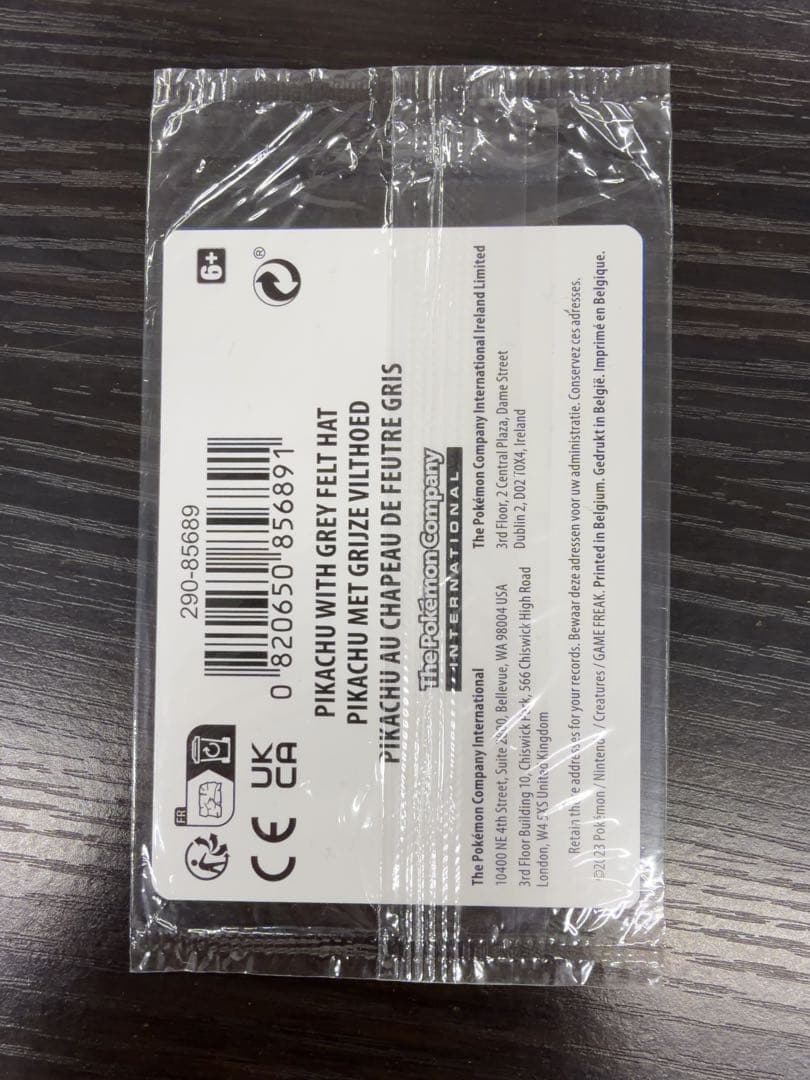 6+
®
290-85689
0 820650 856891
FR
CE
UK
CA
PIKACHU WITH GREY FELT HAT
PIKACHU MET GRIJZE VILTHOED
PIKACHU AU CHAPEAU DE FEUTRE GRIS
The Pokémon Company
INTERNATIONAL
The Pokémon Company International
10400 NE 4th Street, Suite 2800, Bellevue, WA 98004 USA
3rd Floor Building 10, Chiswick Park, 566 Chiswick High Road
London, W4 5XS United Kingdom
The Pokémon Company International Ireland Limited
3rd Floor, 2 Central Plaza, Dame Street
Dublin 2, D02 T0X4, Ireland
Retain these addresses for your records. Bewaar deze adressen voor uw administratie. Conservez ces adresses.
©2023 Pokémon / Nintendo / Creatures / GAME FREAK. Printed in Belgium. Gedrukt in België. Imprimé en Belgique.